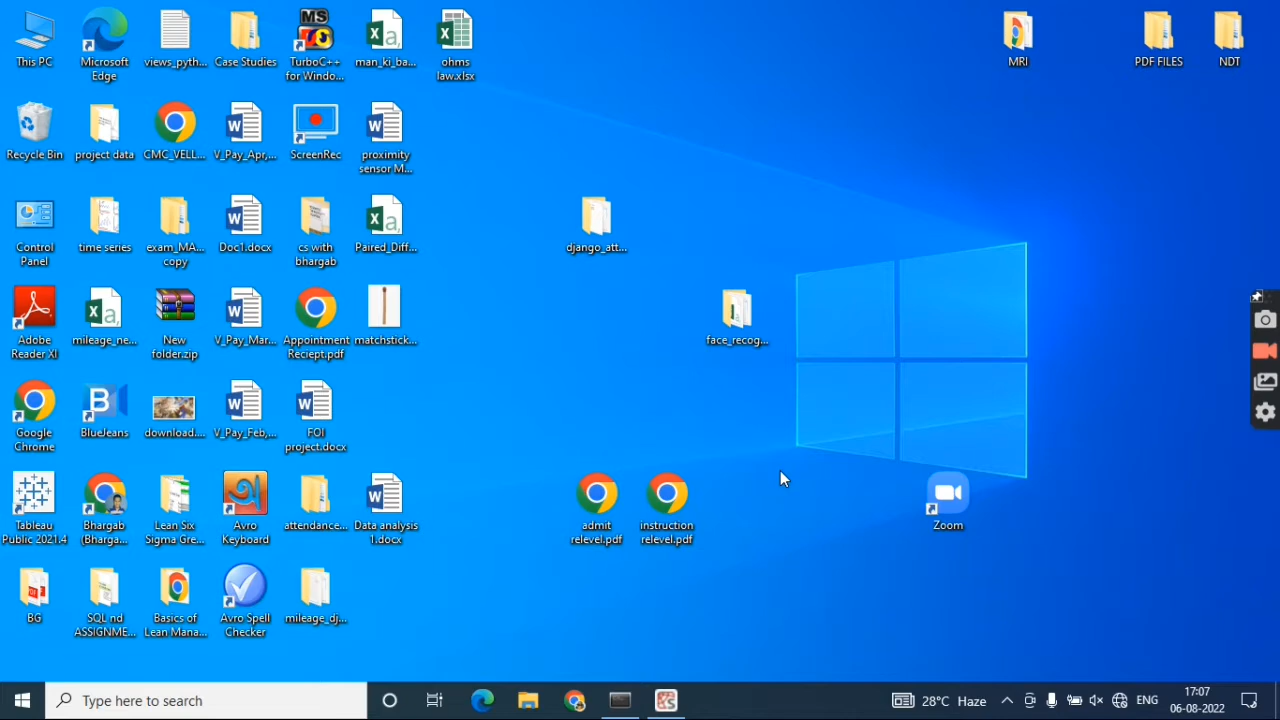 This PC
Microsoft
Edge
views_pyth...
Case Studies
MS
TurboC++
for Windo...
man_ki_ba...
ohms
law.xlsx
MRI
PDF FILES
NDT
Recycle Bin
project data
CMC_VELL...
V_Pay_Apr,...
ScreenRec
proximity
sensor M...
Control
Panel
time series
exam_MA...
copy
Doc1.docx
cs with
bhargab
Paired_Diff...
django_att...
Adobe
Reader XI
mileage_ne...
New
folder.zip
V_Pay_Mar...
Appointment
Reciept.pdf
matchstick...
face_recog...
Google
Chrome
BlueJeans
download....
V_Pay_Feb,...
FOI
project.docx
Tableau
Public 2021.4
Bhargab
(Bharga...
Lean Six
Sigma Gre...
Avro
Keyboard
attendance...
Data analysis
1.docx
admit
relevel.pdf
instruction
relevel.pdf
Zoom
BG
SQL nd
ASSIGNME...
Basics of
Lean Mana...
Avro Spell
Checker
mileage_dj...
Type here to search
28°C Haze
ENG
17:07
06-08-2022